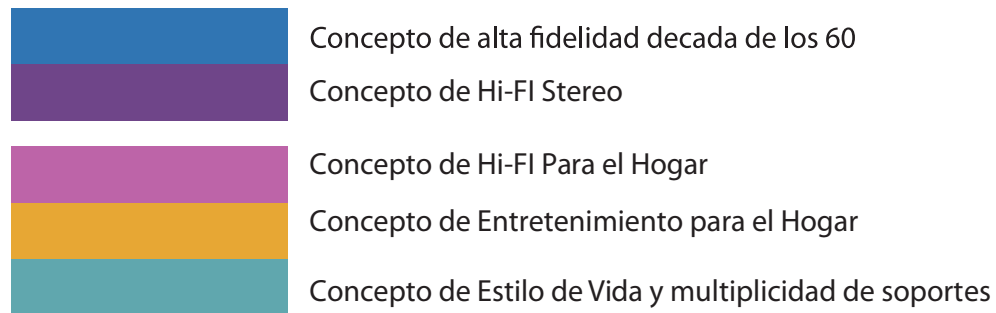 Concepto de alta fidelidad decada de los 60
Concepto de Hi-FI Stereo
Concepto de Hi-FI Para el Hogar
Concepto de Entretenimiento para el Hogar
Concepto de Estilo de Vida y multiplicidad de soportes